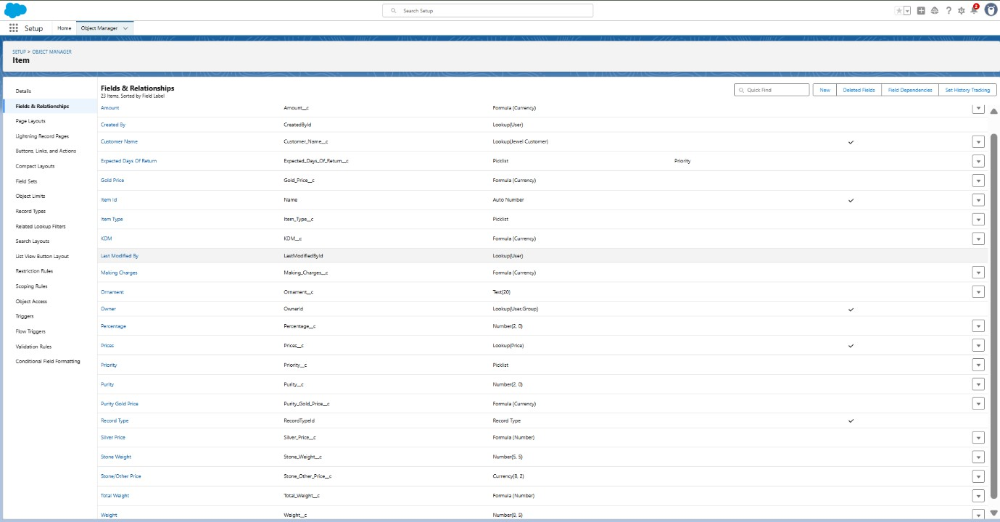 Search Setup
2
Setup
Home
Object Manager
SETUP > OBJECT MANAGER
Item
Details
Fields & Relationships
Page Layouts
Lightning Record Pages
Buttons, Links, and Actions
Compact Layouts
Field Sets
Object Limits
Record Types
Related Lookup Filters
Search Layouts
List View Button Layout
Restriction Rules
Scoping Rules
Object Access
Triggers
Flow Triggers
Validation Rules
Conditional Field Formatting
Fields & Relationships
23 Items, Sorted by Field Label
Quick Find
New
Deleted Fields
Field Dependencies
Set History Tracking
Amount Amount__c Formula (Currency)
Created By CreatedById Lookup(User)
Customer Name Customer_Name__c Lookup(Jewel Customer)
Expected Days Of Return Expected_Days_Of_Return__c Picklist Priority
Gold Price Gold_Price__c Formula (Currency)
Item Id Name Auto Number
Item Type Item_Type__c Picklist
KDM KDM__c Formula (Currency)
Last Modified By LastModifiedById Lookup(User)
Making Charges Making_Charges__c Formula (Currency)
Ornament Ornament__c Text(20)
Owner OwnerId Lookup(User,Group)
Percentage Percentage__c Number(2, 0)
Prices Prices__c Lookup(Price)
Priority Priority__c Picklist
Purity Purity__c Number(2, 0)
Purity Gold Price Purity_Gold_Price__c Formula (Currency)
Record Type RecordTypeId Record Type
Silver Price Silver_Price__c Formula (Number)
Stone Weight Stone_Weight__c Number(5, 5)
Stone/Other Price Stone_Other_Price__c Currency(8, 2)
Total Weight Total_Weight__c Formula (Number)
Weight Weight__c Number(8, 5)